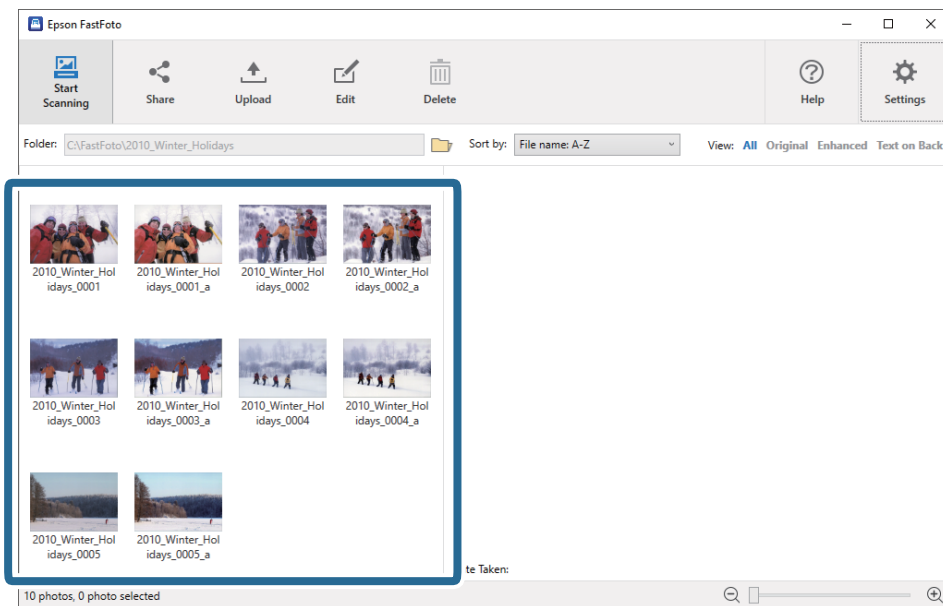 Epson FastFoto
Start
Scanning
Share
Upload
Edit
Delete
Help
Settings
Folder: C:\FastFoto\2010_Winter_Holidays
Sort by: File name: A-Z
View: All Original Enhanced Text on Back
2010_Winter_Hol
idays_0001
2010_Winter_Hol
idays_0001_a
2010_Winter_Hol
idays_0002
2010_Winter_Hol
idays_0002_a
2010_Winter_Hol
idays_0003
2010_Winter_Hol
idays_0003_a
2010_Winter_Hol
idays_0004
2010_Winter_Hol
idays_0004_a
2010_Winter_Hol
idays_0005
2010_Winter_Hol
idays_0005_a
te Taken:
10 photos, 0 photo selected